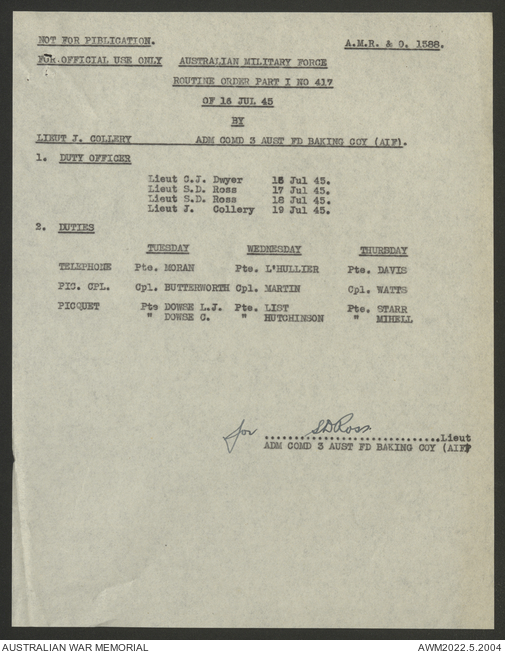 NOT FOR PIBLICATION. A.M.R. & O. 1588.
FOR OFFICIAL USE ONLY AUSTRALIAN MILITARY FORCE
ROUTINE ORDER PART I NO 417
OF 16 JUL 45
BY
LIEUT J. COLLERY ADM COMD 3 AUST FD BAKING COY (AIF).
1. DUTY OFFICER
Lieut C.J. Dwyer 16 Jul 45.
Lieut S.D. Ross 17 Jul 45.
Lieut S.D. Ross 18 Jul 45.
Lieut J. Collery 19 Jul 45.
2. DUTIES
TUESDAY WEDNESDAY THURSDAY
TELEPHONE Pte. MORAN Pte. L'HULLIER Pte. DAVIS
PIC. CPL. Cpl. BUTTERWORTH Cpl. MARTIN Cpl. WATTS
PICQUET Pte DOWSE L.J. Pte. LIST Pte. STARR
" DOWSE C. " HUTCHINSON " MIHELL
for SDRoss
..............................Lieut
ADM COMD 3 AUST FD BAKING COY (AIF)
AUSTRALIAN WAR MEMORIAL AWM2022.5.2004